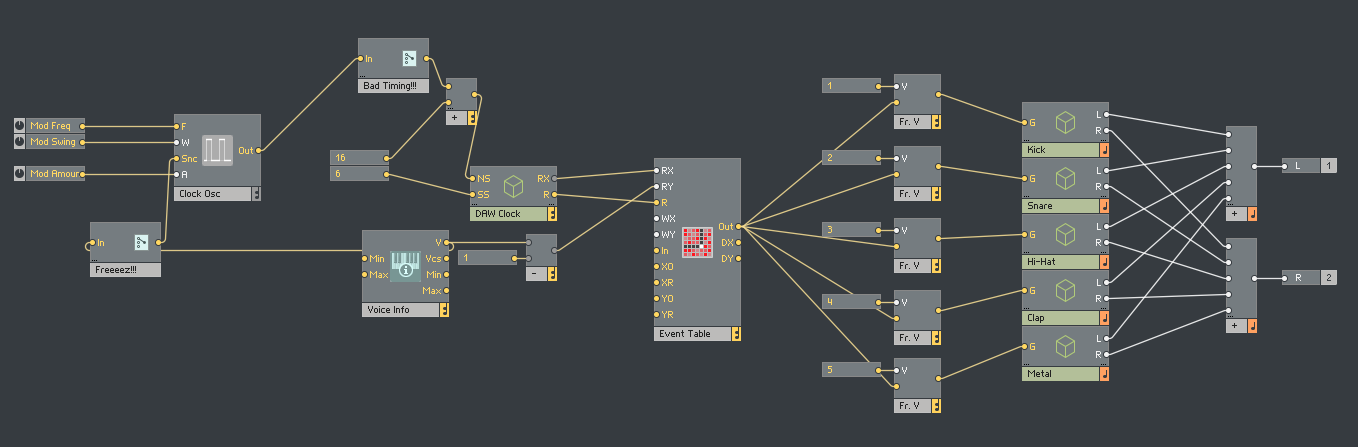 Mod Freq
Mod Swing
Mod Amour
F
W
Snc
A
Out
Clock Osc
In
...
Freeeez!!!
In
...
Bad Timing!!!
...
+
16
6
NS
SS
RX
R
...
DAW Clock
Min
Max
V
Vcs
Min
Max
Voice Info
1
...
-
RX
RY
R
WX
WY
In
XO
XR
YO
YR
Out
DX
DY
Event Table
1
V
...
Fr. V
2
V
...
Fr. V
3
V
...
Fr. V
4
V
...
Fr. V
5
V
...
Fr. V
G
L
R
...
Kick
G
L
R
...
Snare
G
L
R
...
Hi-Hat
G
L
R
...
Clap
G
L
R
...
Metal
...
+
L 1
...
+
R 2